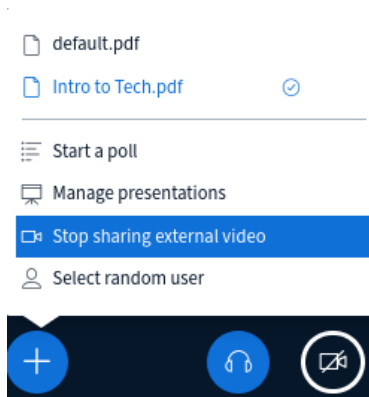 default.pdf
Intro to Tech.pdf
Start a poll
Manage presentations
Stop sharing external video
Select random user